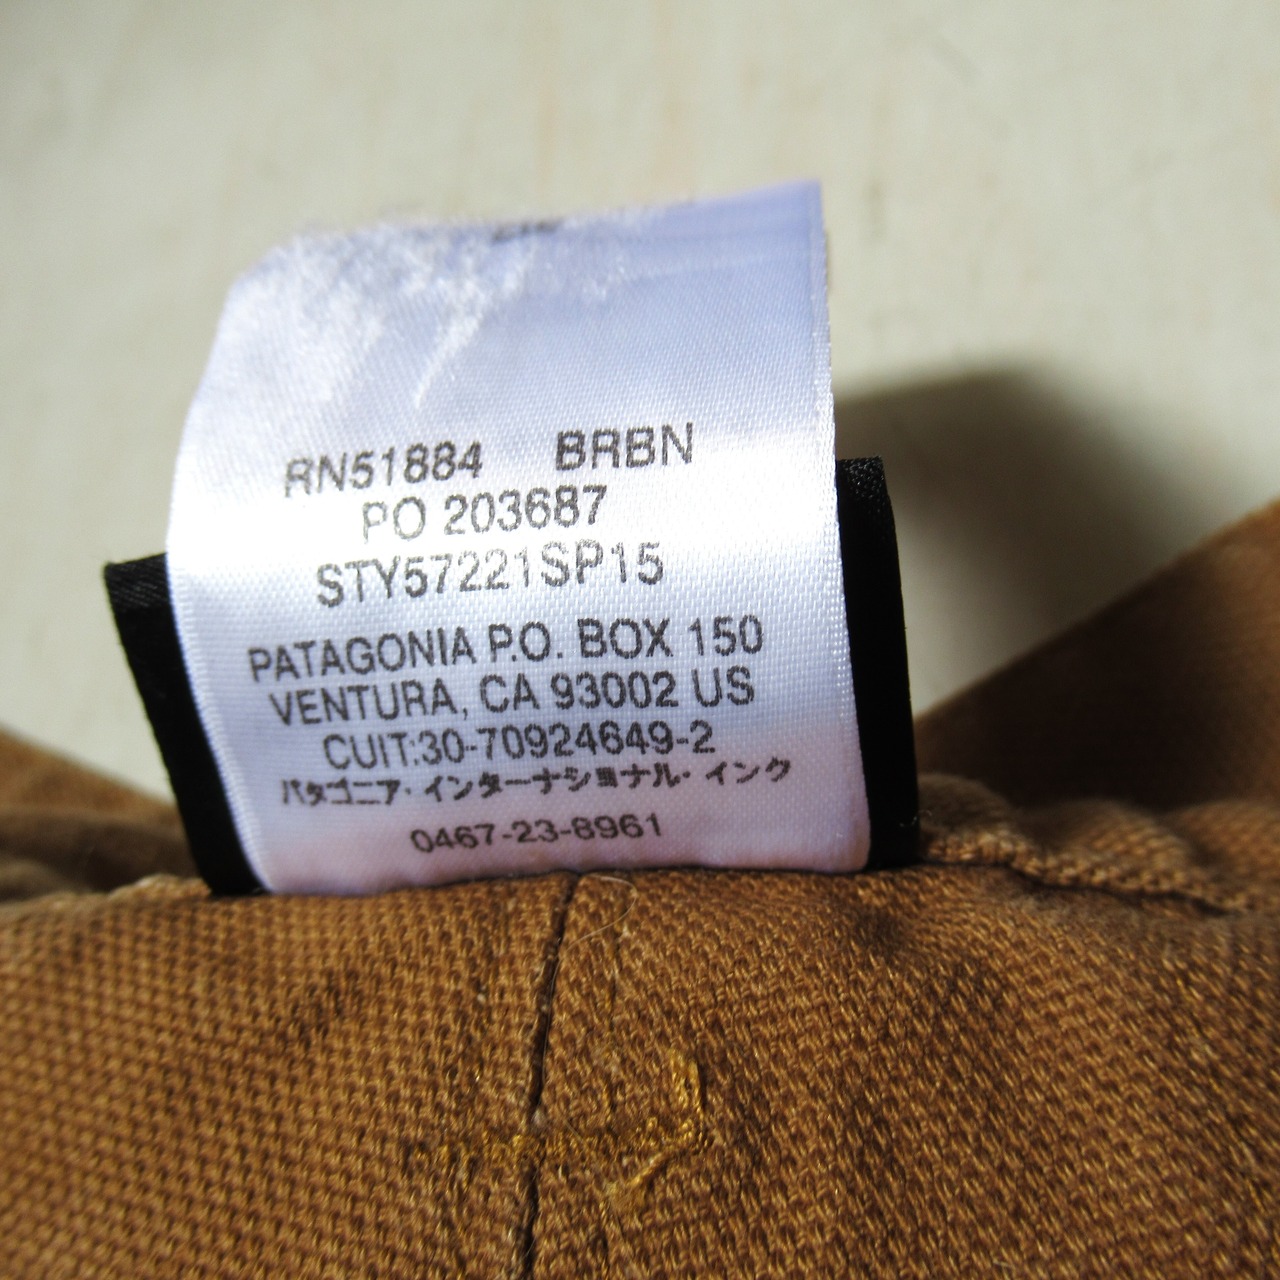 RN51884 BRBN
PO 203687
STY57221SP15
PATAGONIA P.O. BOX 150
VENTURA, CA 93002 US
CUIT:30-70924649-2
パタゴニア・インターナショナル・インク
0467-23-8961